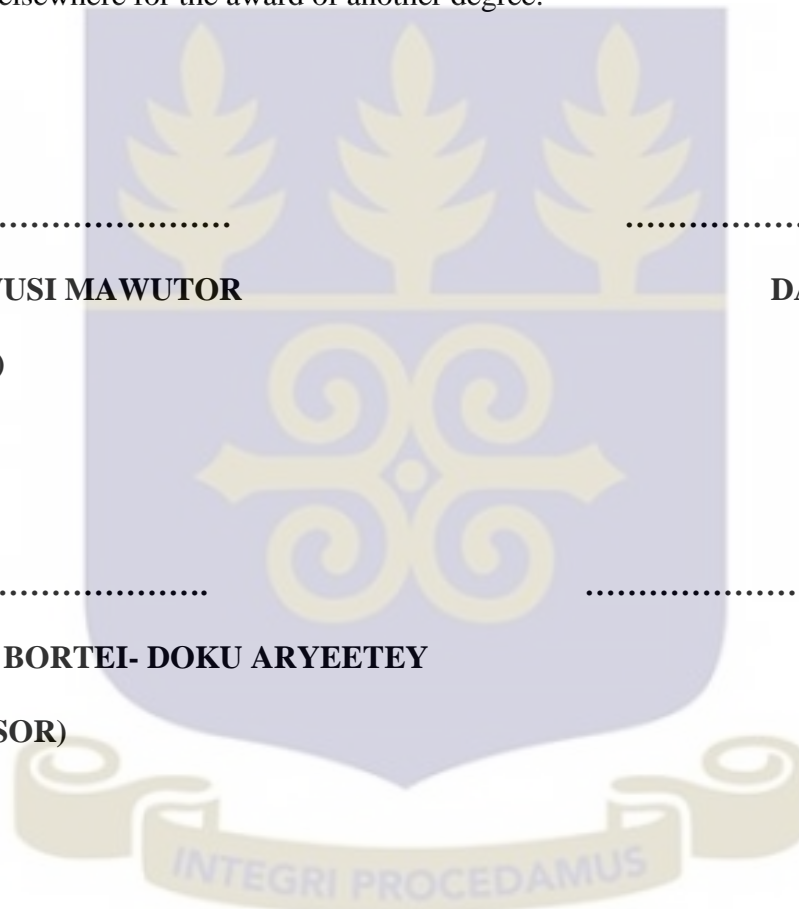 elsewhere for the award of another degree.
…………………… ………………
USI MAWUTOR DA
)
………………….. …………………
BORTEI- DOKU ARYEETEY
SOR)
INTEGRI PROCEDAMUS